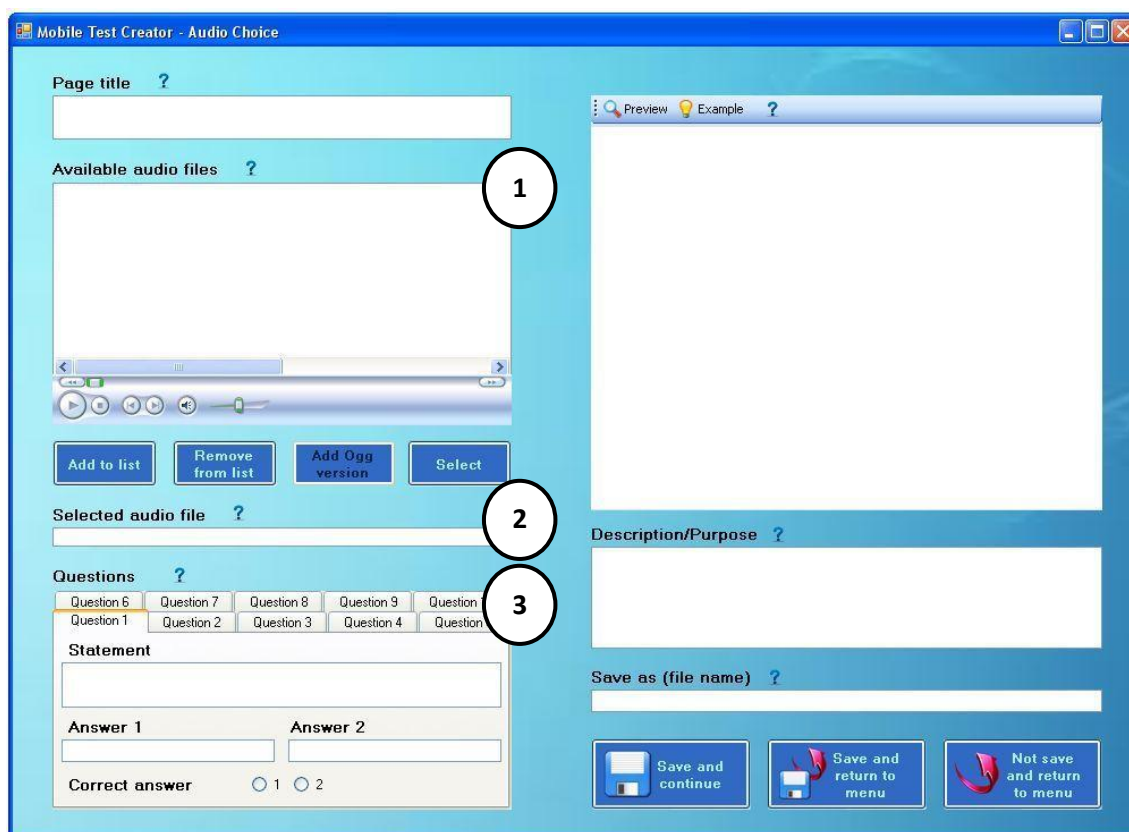 Mobile Test Creator - Audio Choice
Page title ?
Available audio files ?
1
Add to list
Remove from list
Add Ogg version
Select
Selected audio file ?
2
Questions ?
3
Question 6 Question 7 Question 8 Question 9 Question
Question 1 Question 2 Question 3 Question 4 Question
Statement
Answer 1 Answer 2
Correct answer 1 2
Preview Example ?
Description/Purpose ?
Save as (file name) ?
Save and continue
Save and return to menu
Not save and return to menu